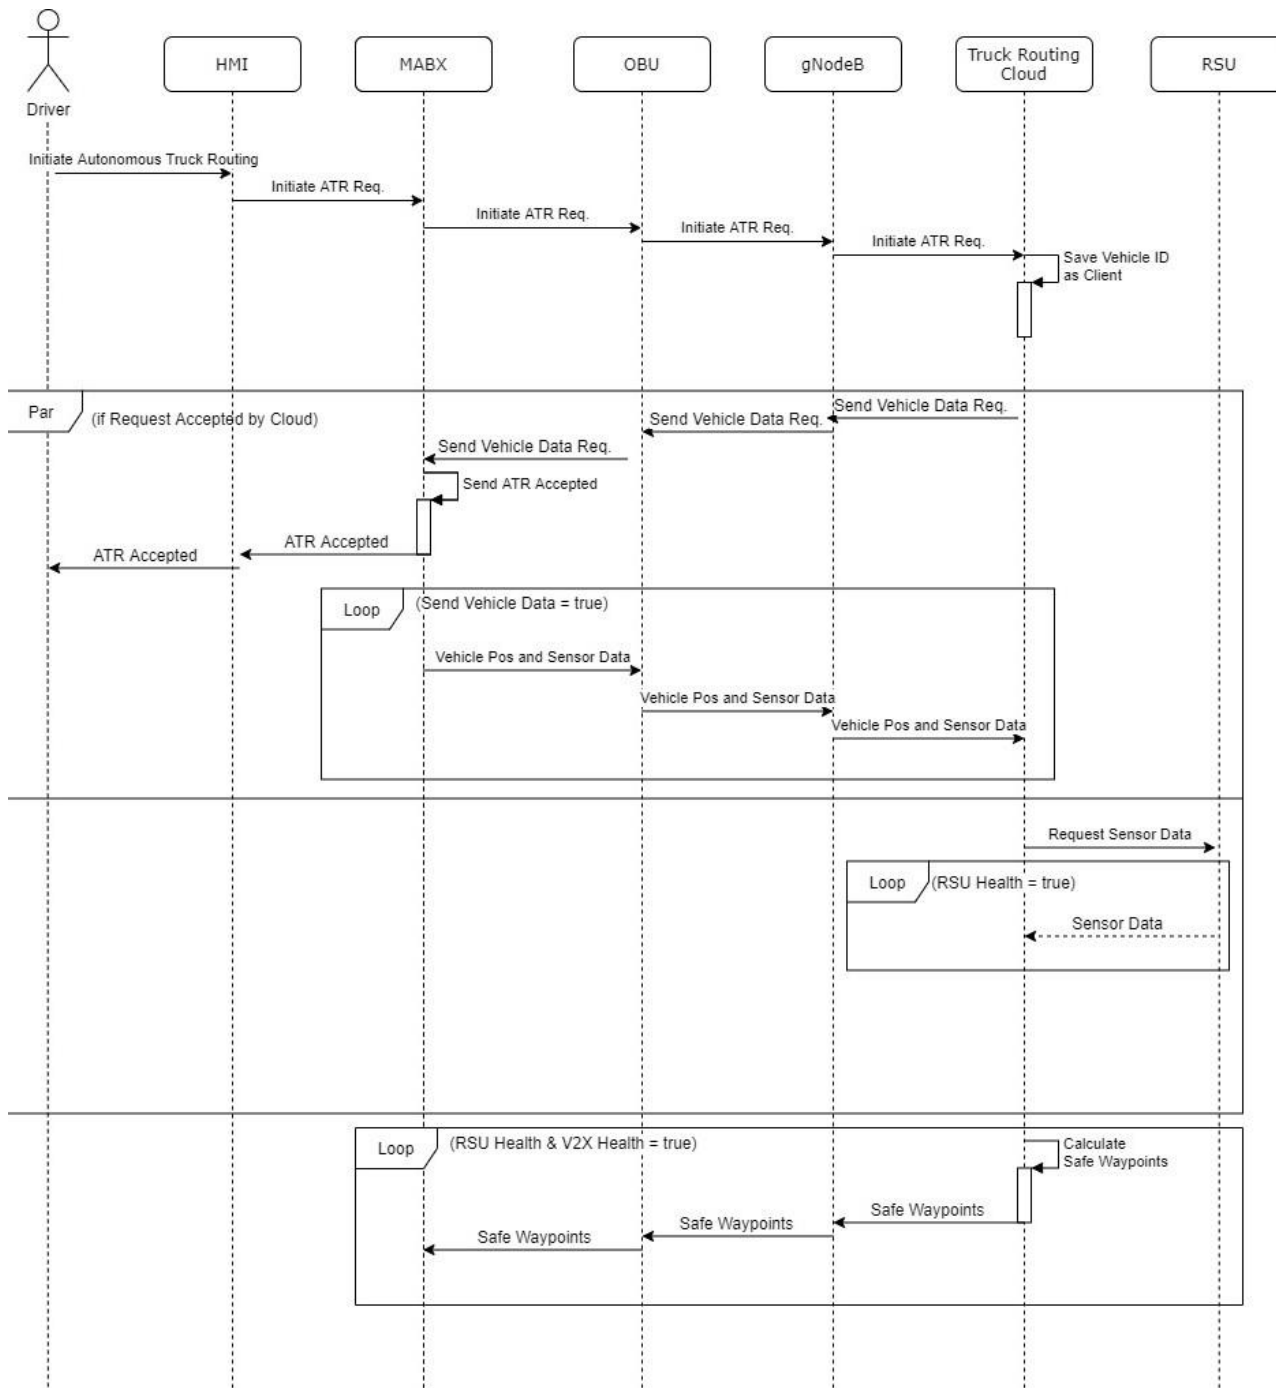 Driver
HMI
MABX
OBU
gNodeB
Truck Routing
Cloud
RSU
Initiate Autonomous Truck Routing
Initiate ATR Req.
Initiate ATR Req.
Initiate ATR Req.
Initiate ATR Req.
Save Vehicle ID
as Client
Par
(if Request Accepted by Cloud)
Send Vehicle Data Req.
Send Vehicle Data Req.
Send Vehicle Data Req.
Send ATR Accepted
ATR Accepted
ATR Accepted
Loop
(Send Vehicle Data = true)
Vehicle Pos and Sensor Data
Vehicle Pos and Sensor Data
Vehicle Pos and Sensor Data
Request Sensor Data
Loop
(RSU Health = true)
Sensor Data
Loop
(RSU Health & V2X Health = true)
Calculate
Safe Waypoints
Safe Waypoints
Safe Waypoints
Safe Waypoints